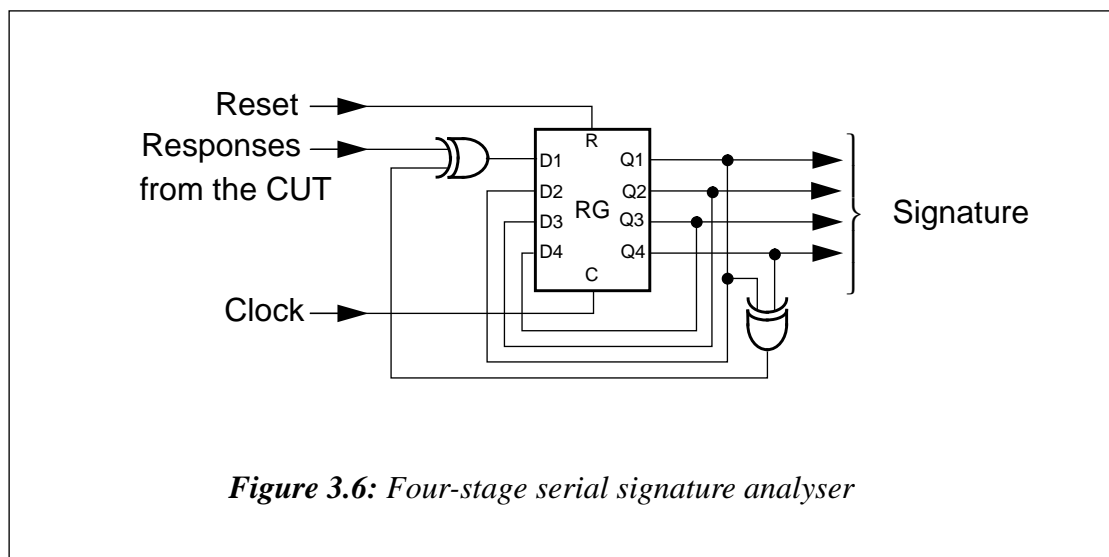 Reset
Responses
from the CUT
R
D1
Q1
D2
Q2
RG
D3
Q3
D4
Q4
C
Signature
Clock
Figure 3.6: Four-stage serial signature analyser